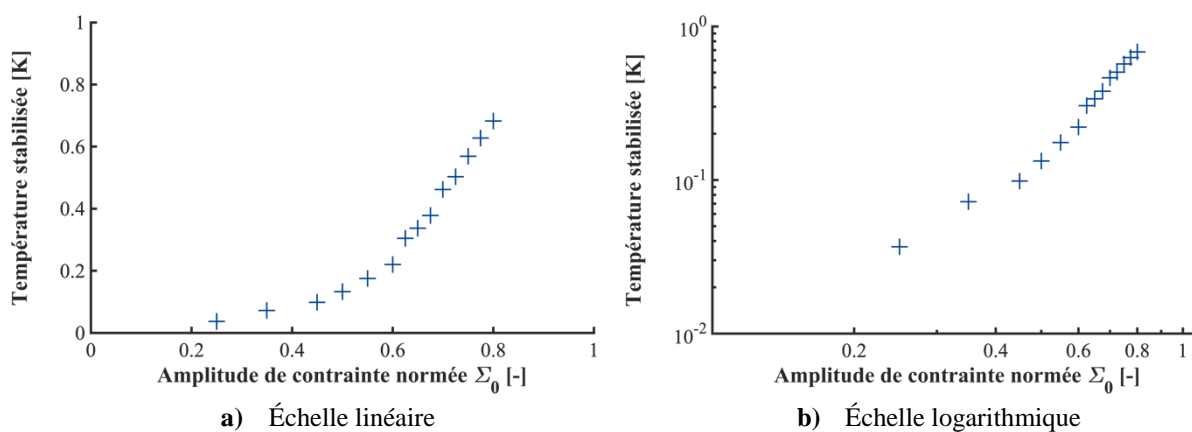 Température stabilisée [K]
1
0.8
0.6
0.4
0.2
0
0 0.2 0.4 0.6 0.8 1
Amplitude de contrainte normée Σ0 [-]
a) Échelle linéaire
Température stabilisée [K]
10^0
10^-1
10^-2
0.2 0.4 0.6 0.8 1
Amplitude de contrainte normée Σ0 [-]
b) Échelle logarithmique